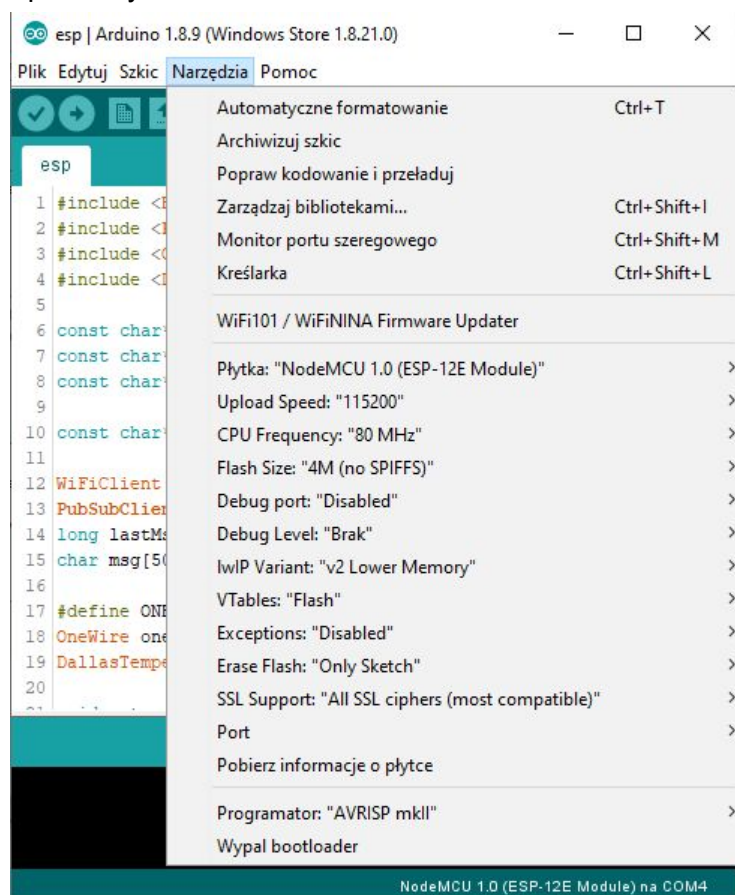 esp | Arduino 1.8.9 (Windows Store 1.8.21.0)
Plik Edytuj Szkic Narzędzia Pomoc
esp
Automatyczne formatowanie Ctrl+T
Archiwizuj szkic
Popraw kodowanie i przeładuj
Zarządzaj bibliotekami... Ctrl+Shift+I
Monitor portu szeregowego Ctrl+Shift+M
Kreślarka Ctrl+Shift+L
WiFi101 / WiFiNINA Firmware Updater
Płytka: "NodeMCU 1.0 (ESP-12E Module)"
Upload Speed: "115200"
CPU Frequency: "80 MHz"
Flash Size: "4M (no SPIFFS)"
Debug port: "Disabled"
Debug Level: "Brak"
lwIP Variant: "v2 Lower Memory"
VTables: "Flash"
Exceptions: "Disabled"
Erase Flash: "Only Sketch"
SSL Support: "All SSL ciphers (most compatible)"
Port
Pobierz informacje o płytce
Programator: "AVRISP mkII"
Wypal bootloader
1 #include <
2 #include <
3 #include <
4 #include <
5
6 const char*
7 const char*
8 const char*
9
10 const char*
11
12 WiFiClient
13 PubSubClien
14 long lastMs
15 char msg[50
16
17 #define ONE
18 OneWire one
19 DallasTempe
20
NodeMCU 1.0 (ESP-12E Module) na COM4